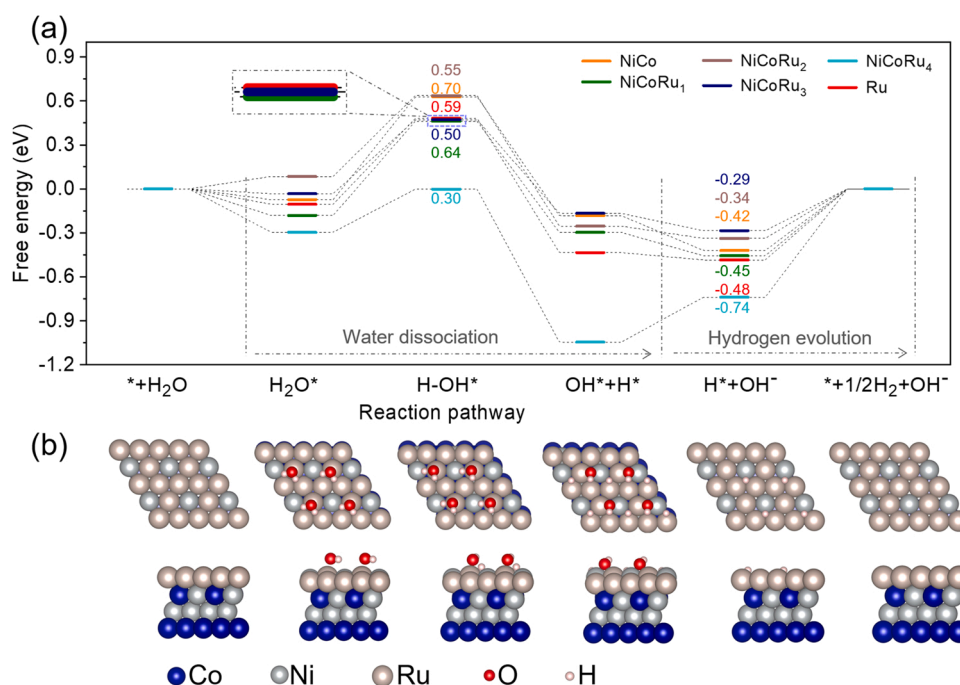 (a)
Free energy (eV)
0.9
0.6
0.3
0.0
-0.3
-0.6
-0.9
-1.2
NiCo
NiCoRu₁
NiCoRu₂
NiCoRu₃
NiCoRu₄
Ru
0.55
0.70
0.59
0.50
0.64
0.30
-0.29
-0.34
-0.42
-0.45
-0.48
-0.74
Water dissociation
Hydrogen evolution
*+H₂O
H₂O*
H-OH*
OH*+H*
H*+OH⁻
*+1/2H₂+OH⁻
Reaction pathway
(b)
Co
Ni
Ru
O
H